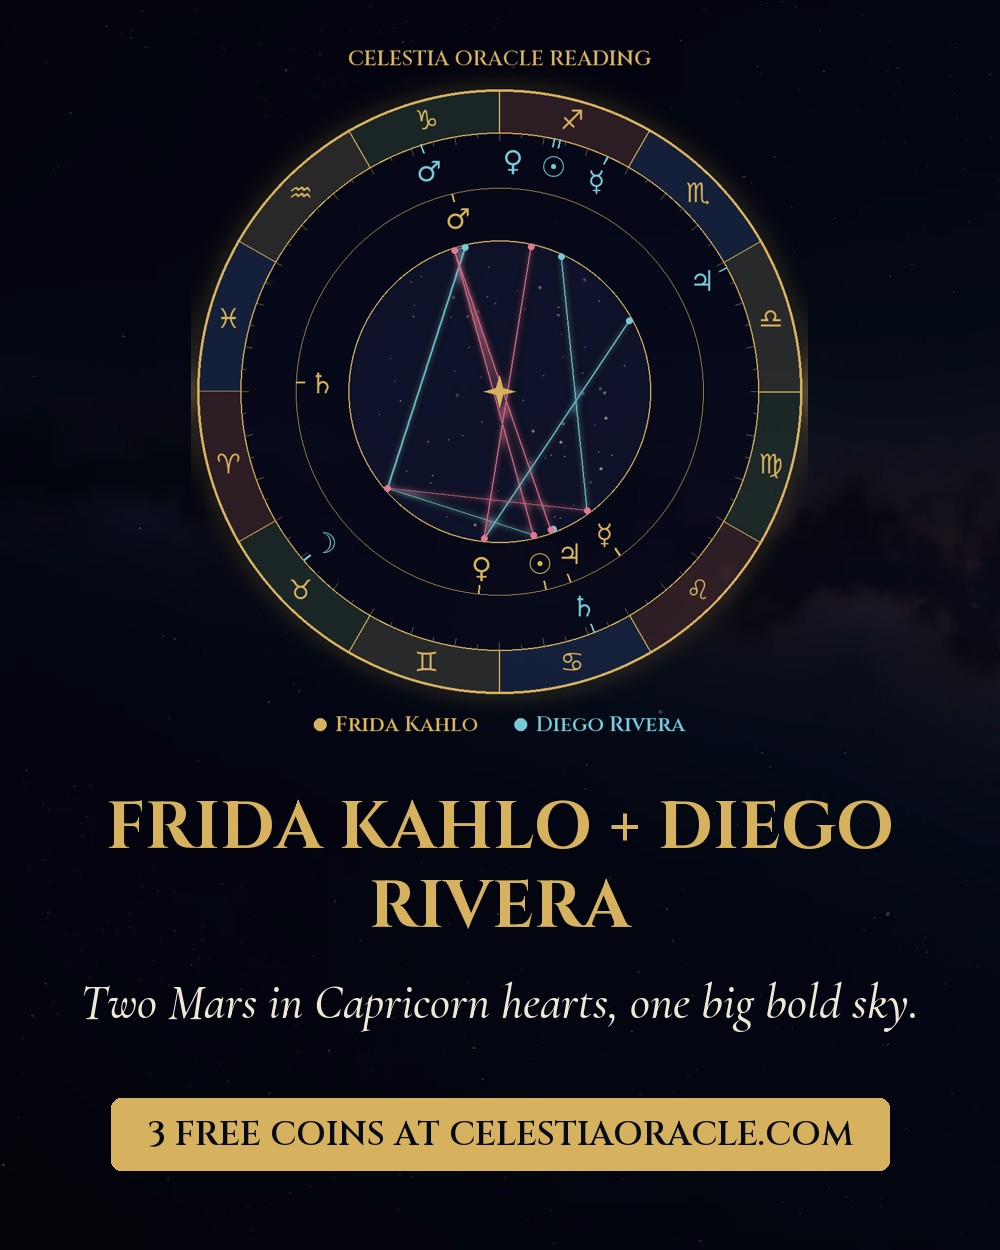 CELESTIA ORACLE READING
♑ ♐
♂ ♀ ☉ ☿
♒ ♏
♂
♃
♓ ♎
♄
♈ ♍
☽ ☿
♀ ☉ ♃
♉ ♌
♄
♊ ♋
FRIDA KAHLO DIEGO RIVERA
FRIDA KAHLO + DIEGO
RIVERA
Two Mars in Capricorn hearts, one big bold sky.
3 FREE COINS AT CELESTIAORACLE.COM